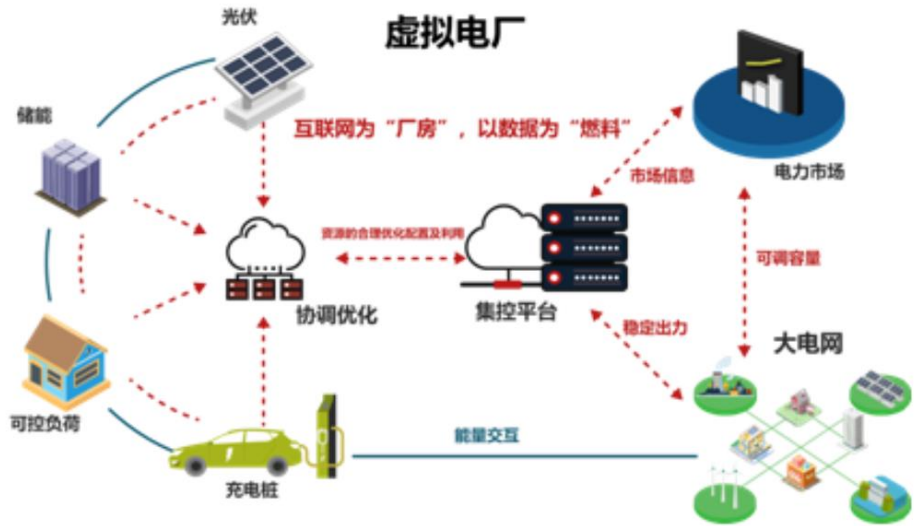 光伏
虚拟电厂
储能
互联网为“厂房”，以数据为“燃料”
市场信息
电力市场
资源的合理优化配置及利用
可调容量
协调优化
集控平台
稳定出力
大电网
可控负荷
能量交互
充电桩